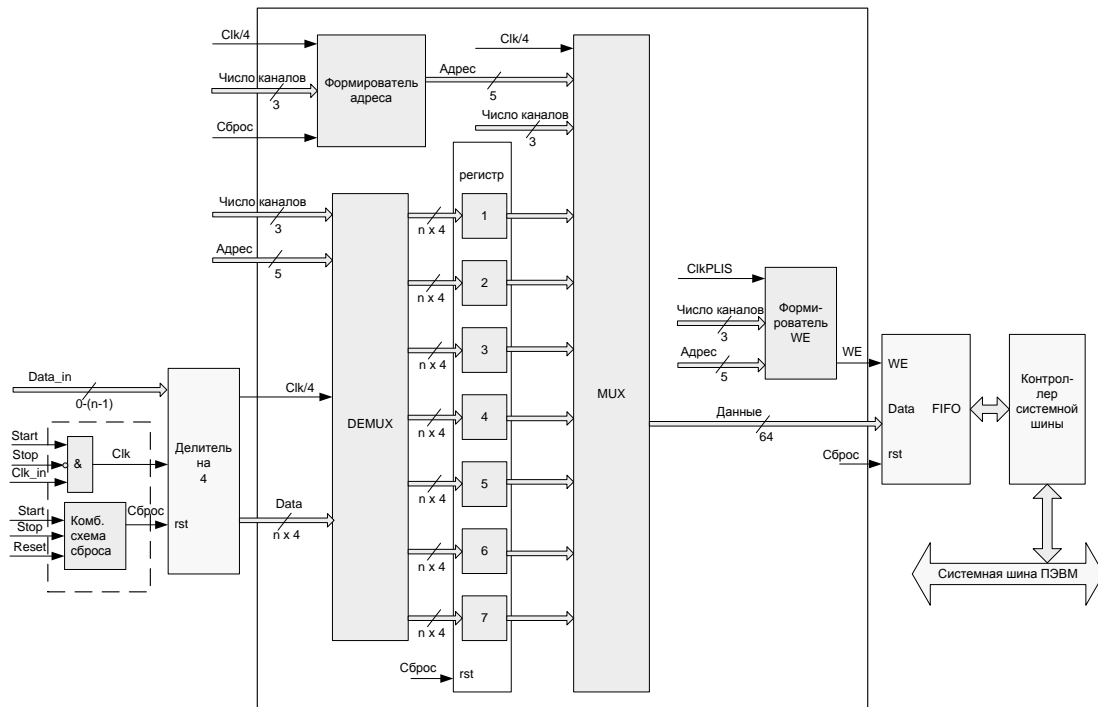 Clk/4
Число каналов
3
Сброс
Формирователь
адреса
Адрес
5
Clk/4
Число каналов
3
MUX
регистр
Число каналов
3
Адрес
5
DEMUX
n x 4
1
n x 4
2
n x 4
3
n x 4
4
n x 4
5
n x 4
6
n x 4
7
Сброс
rst
Data_in
0-(n-1)
Start
Stop
Clk_in
&
Clk
Start
Stop
Reset
Комб.
схема
сброса
Сброс
Делитель
на
4
rst
Clk/4
Data
n x 4
ClkPLIS
Число каналов
3
Адрес
5
Форми-
рователь
WE
WE
Данные
64
Сброс
WE
Data
FIFO
rst
Контрол-
лер
системной
шины
Системная шина ПЭВМ